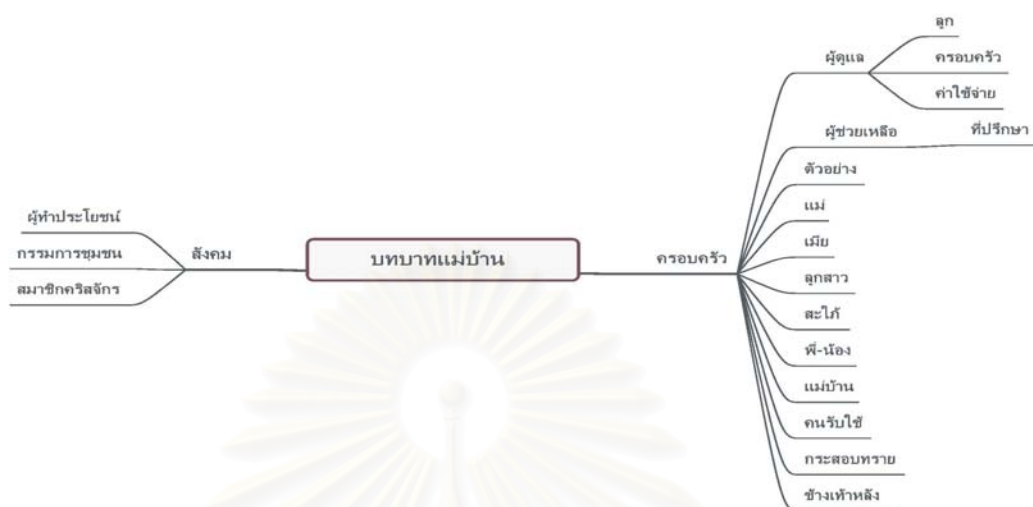 ลูก
ผู้ดูแล
ครอบครัว
ค่าใช้จ่าย
ผู้ช่วยเหลือ
ที่ปรึกษา
ตัวอย่าง
แม่
เมีย
ลูกสาว
สะใภ้
พี่-น้อง
แม่บ้าน
คนรับใช้
กระสอบทราย
ช้างเท้าหลัง
ครอบครัว
บทบาทแม่บ้าน
สังคม
ผู้ทำประโยชน์
กรรมการชุมชน
สมาชิกคริสจักร